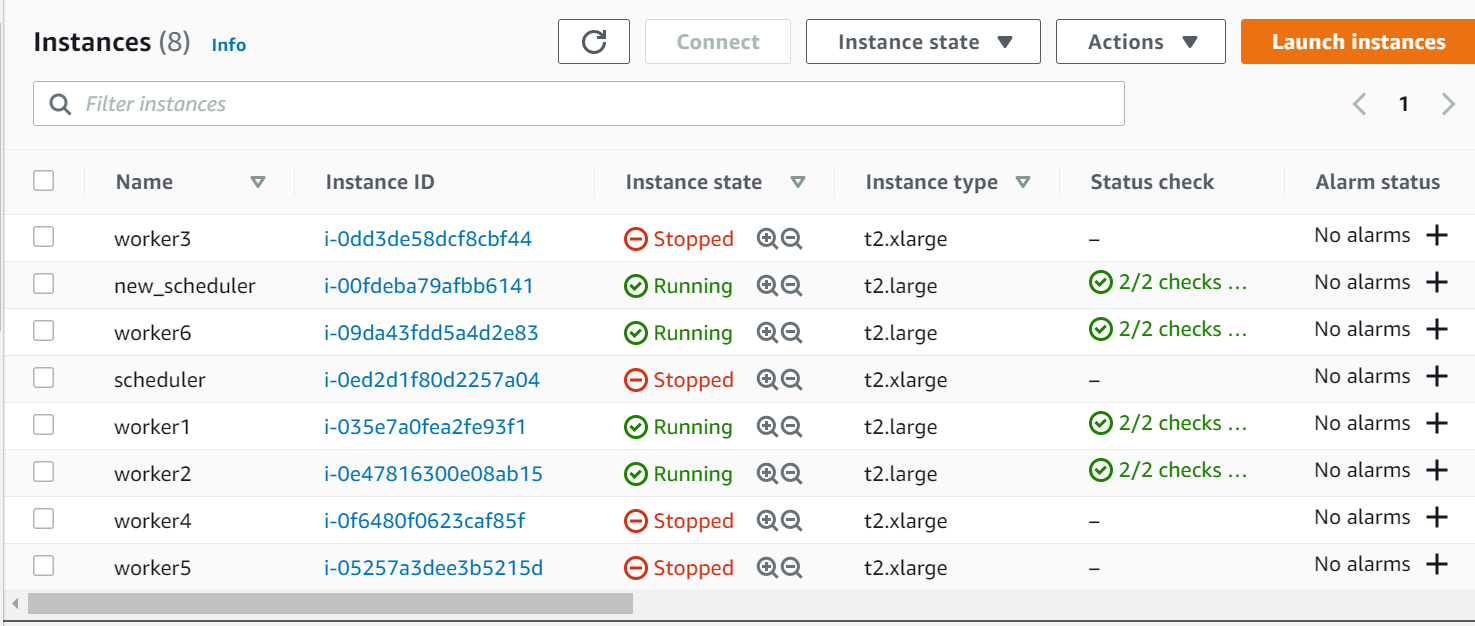 Instances (8) Info Connect Instance state Actions Launch instances
Filter instances 1
Name Instance ID Instance state Instance type Status check Alarm status
worker3 i-0dd3de58dcf8cbf44 Stopped t2.xlarge – No alarms +
new_scheduler i-00fdeba79afbb6141 Running t2.large 2/2 checks ... No alarms +
worker6 i-09da43fdd5a4d2e83 Running t2.large 2/2 checks ... No alarms +
scheduler i-0ed2d1f80d2257a04 Stopped t2.xlarge – No alarms +
worker1 i-035e7a0fea2fe93f1 Running t2.large 2/2 checks ... No alarms +
worker2 i-0e47816300e08ab15 Running t2.large 2/2 checks ... No alarms +
worker4 i-0f6480f0623caf85f Stopped t2.xlarge – No alarms +
worker5 i-05257a3dee3b5215d Stopped t2.xlarge – No alarms +